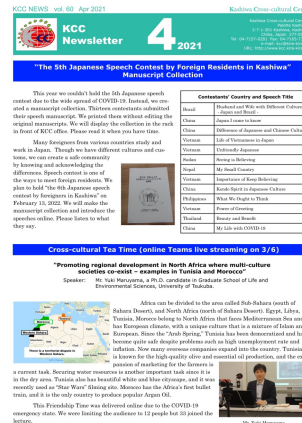 KCC NEWS vol. 60 Apr 2021
Kashiwa Cross-cultural Cen
KCC
Newsletter
4
2021
"The 5th Japanese Speech Contest by Foreign Residents in Kashiwa"
Manuscript Collection
This year we couldn't hold the 5th Japanese speech
contest due to the wide spread of COVID-19. Instead, we cre-
ated a manuscript collection. Thirteen contestants submitted
their speech manuscript. We printed them without editing the
original manuscripts. We will display the collection in the rack
in front of KCC office. Please read it when you have time.
Many foreigners from various countries study and
work in Japan. Though we have different cultures and cus-
toms, we can create a safe community
by knowing and acknowledging the
differences. Speech contest is one of
the ways to meet foreign residents. We
plan to hold "the 6th Japanese speech
contest by foreigners in Kashiwa" on
February 13, 2022. We will make the
manuscript collection and introduce the
speeches online. Please listen to what
they say.
Contestants' Country and Speech Title
Brazil Husband and Wife with Different Culture
- Japan and Brazil -
China Japan I come to know
China Difference of Japanese and Chinese Cult
Vietnam Life of Vietnamese in Japan
Vietnam Unfriendly Japanese
Sudan Seeing is Believing
Nepal My Small Country
Vietnam Importance of Keep Believing
China Kando Spirit in Japanese Culture
Philippines What We Ought to Think
Vietnam Power of Greeting
Thailand Beauty and Benefit
China My Life with COVID-19
Cross-cultural Tea Time (online Teams live streaming on 3/6)
"Promoting regional development in North Africa where multi-culture
societies co-exist – examples in Tunisia and Morocco"
Speaker: Mr. Yuki Maruyama, a Ph.D. candidate in Graduate School of Life and
Environmental Sciences, University of Tsukuba.
Africa can be divided to the area called Sub-Sahara (south of
Sahara Desert), and North Africa (north of Sahara Desert). Egypt, Libya,
Tunisia, Morocco belong to North Africa that faces Mediterranean Sea an
has European climate, with a unique culture that is a mixture of Islam an
European. Since the "Arab Spring," Tunisia has been demonstrated and ha
become quite safe despite problems such as high unemployment rate and
inflation. Now many overseas companies expand into the country. Tunisia
is known for the high-quality olive and essential oil production, and the ex
pansion of marketing for the farmers is
a current task. Securing water resources is another important task since it is
in the dry area. Tunisia also has beautiful white and blue cityscape, and it was
recently used as "Star Wars" filming site. Morocco has the Africa's first bullet
train, and it is the only country to produce popular Argan Oil.
This Friendship Time was delivered online due to the COVID-19
emergency state. We were limiting the audience to 12 people but 33 joined the
lecture.
Mr. Yuki Maruyama